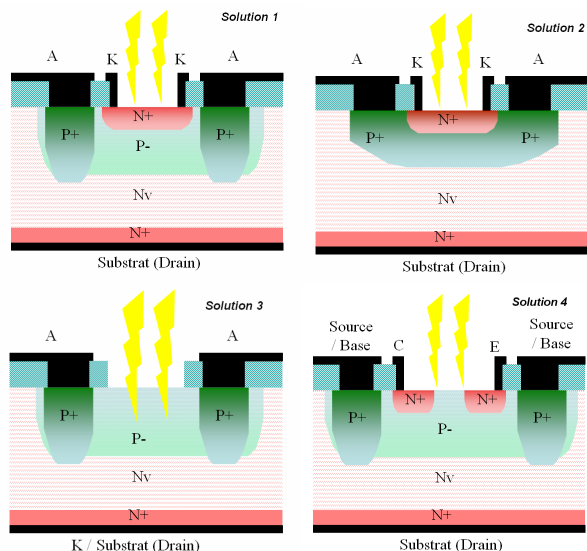 Solution 1
A K K A
N+
P+ P- P+
Nv
N+
Substrat (Drain)
Solution 2
A K K A
N+
P+ P+
Nv
N+
Substrat (Drain)
Solution 3
A A
P+ P- P+
Nv
N+
K / Substrat (Drain)
Solution 4
Source Source
/ Base C E / Base
N+ N+
P+ P- P+
Nv
N+
Substrat (Drain)